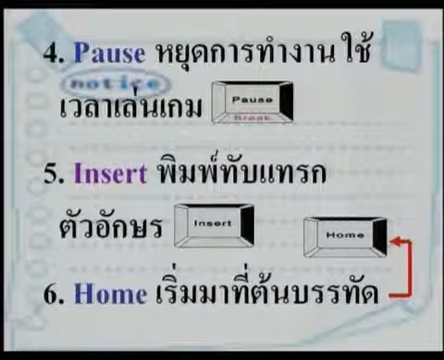 4. Pause หยุดการทำงาน ใช้
notice
เวลาเล่นเกม
Pause
Break
5. Insert พิมพ์ทับแทรก
ตัวอักษร
Insert
Home
6. Home เริ่มมาที่ต้นบรรทัด